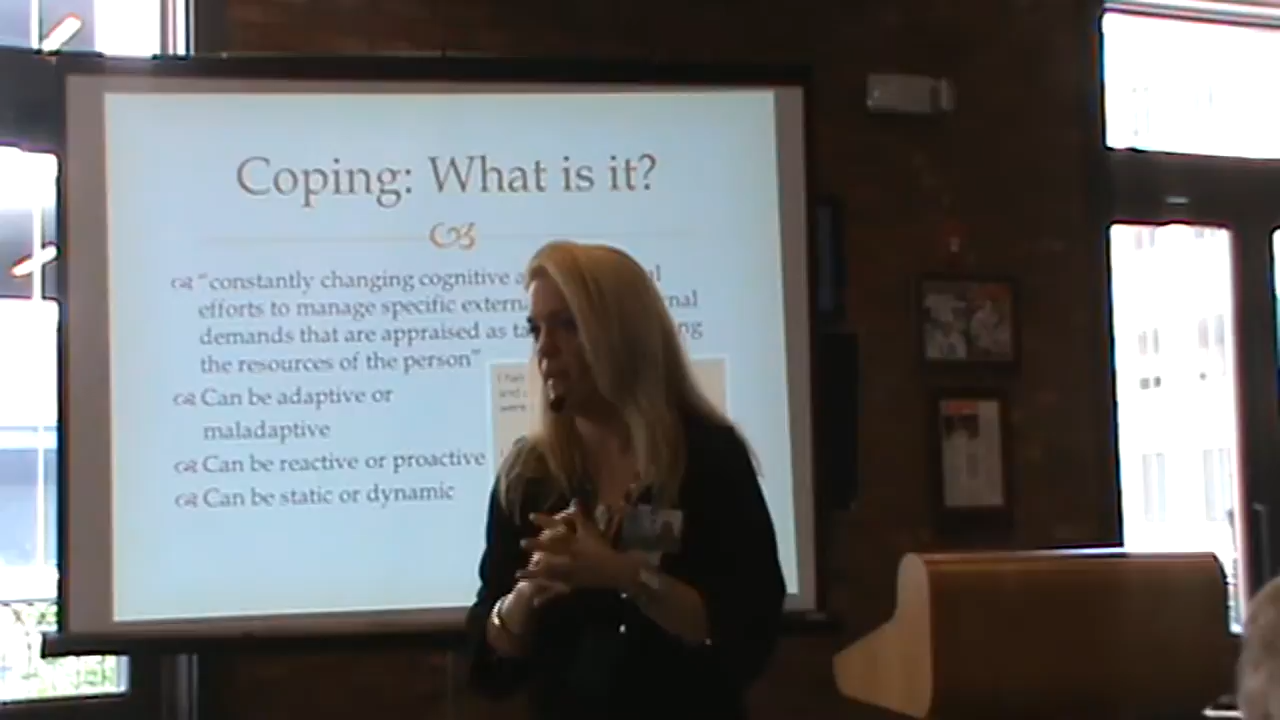 Coping: What is it?
"constantly changing cognitive
efforts to manage specific
demands that are appraised as
the resources of the person"
Can be adaptive or
maladaptive
Can be reactive or proactive
Can be static or dynamic